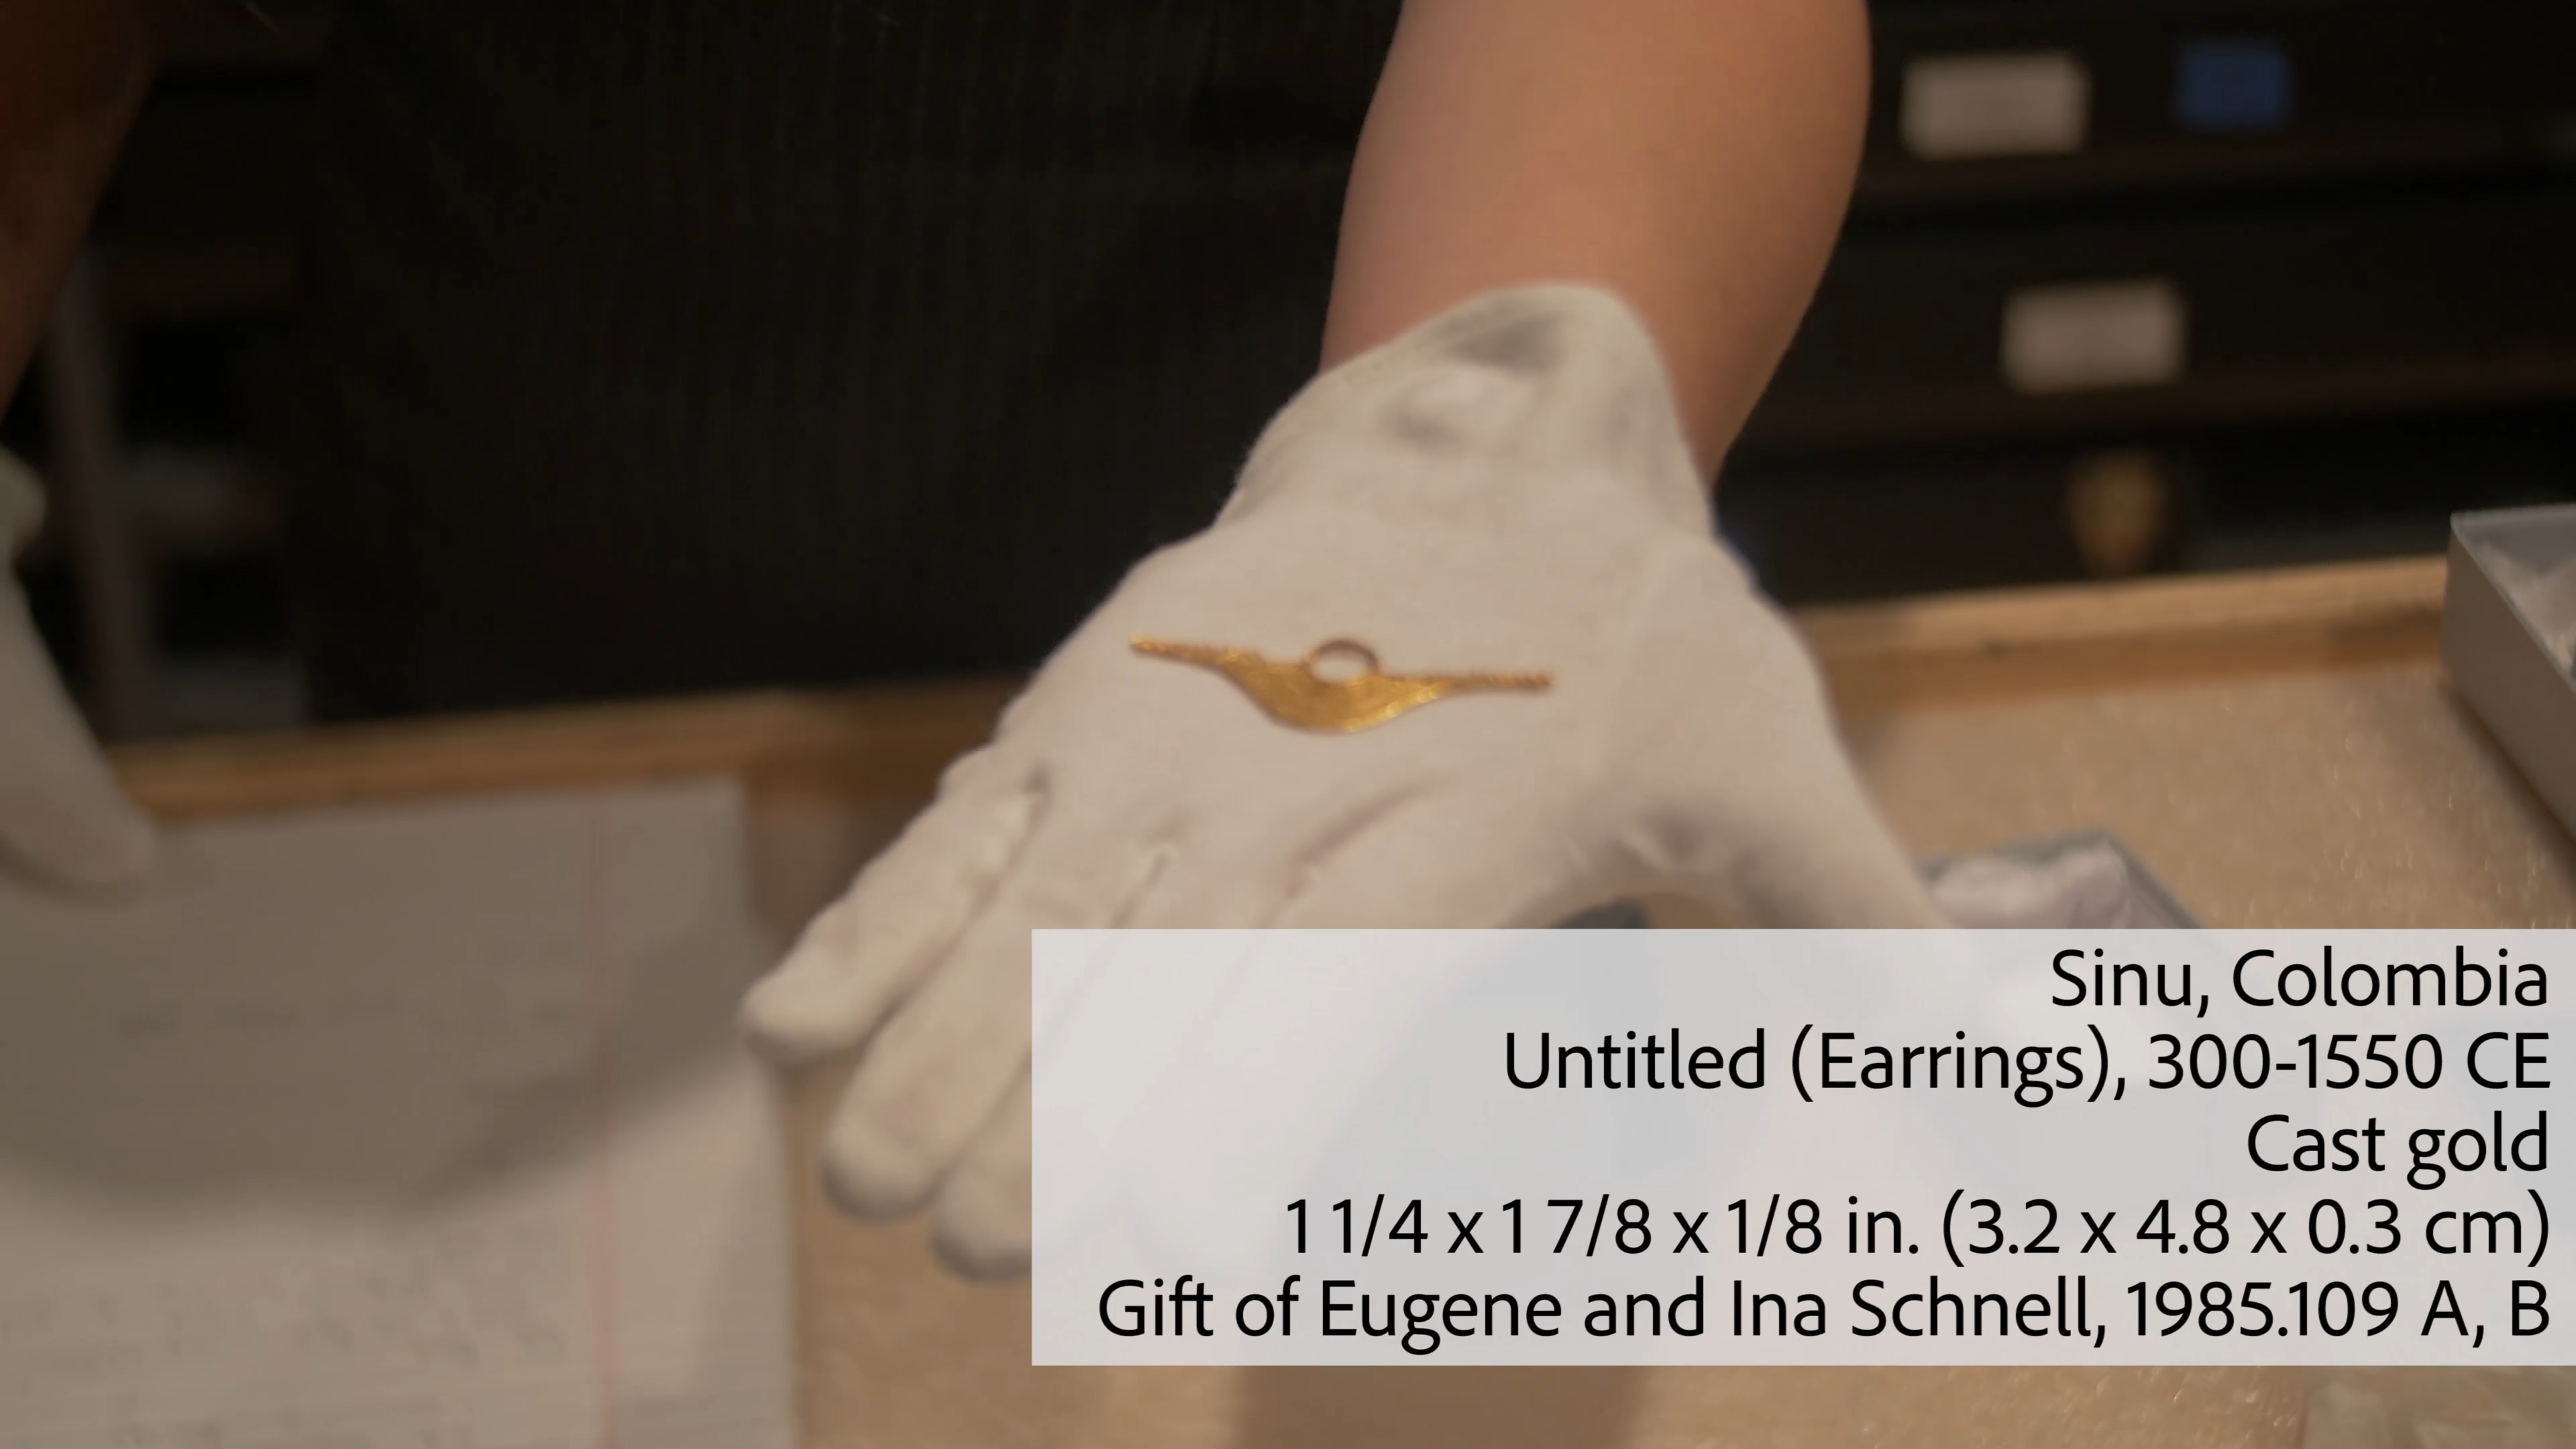 Sinu, Colombia
Untitled (Earrings), 300-1550 CE
Cast gold
1 1/4 x 1 7/8 x 1/8 in. (3.2 x 4.8 x 0.3 cm)
Gift of Eugene and Ina Schnell, 1985.109 A, B